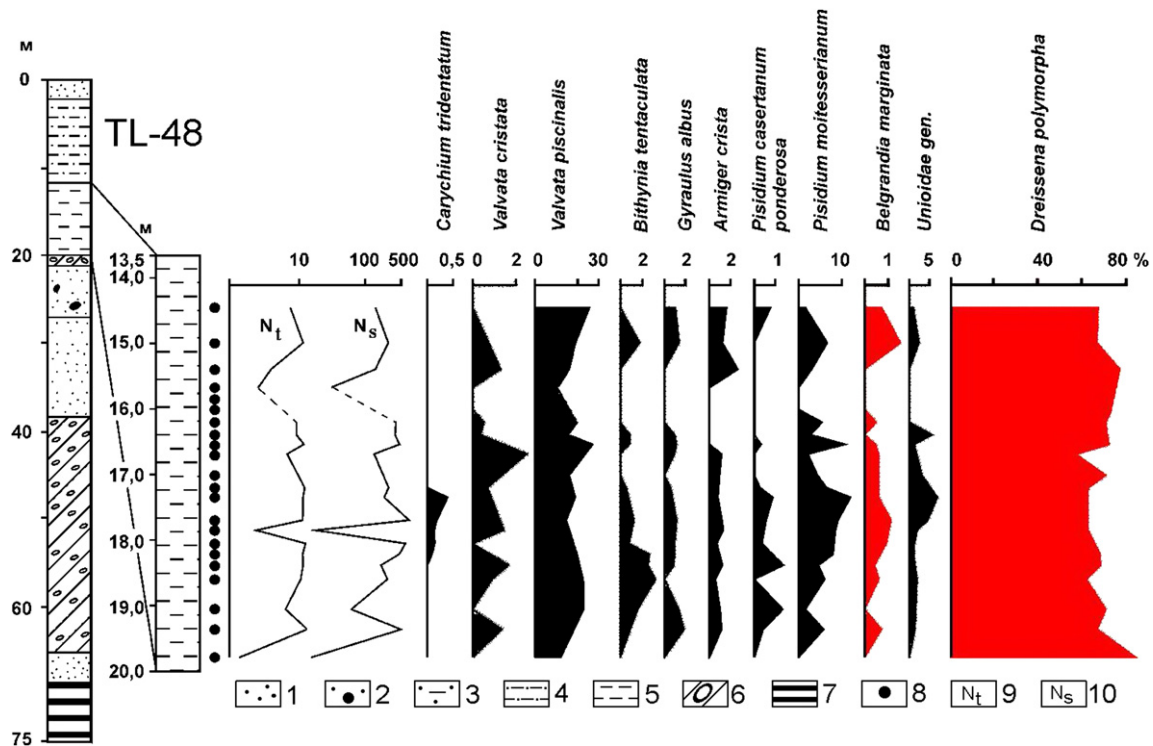 м
0
20
40
60
75
TL-48
м
13,5
14,0
15,0
16,0
17,0
18,0
19,0
20,0
10
100 500
Nt
Ns
Carychium tridentatum
0,5
Valvata cristata
0 2
Valvata piscinalis
0 30
Bithynia tentaculata
2
Gyraulus albus
2
Armiger crista
2
Pisidium casertanum
ponderosa
1
Pisidium moitesserianum
10
Belgrandia marginata
1
Unioidae gen.
5
Dreissena polymorpha
0 40 80 %
1 2 3 4 5 6 7 8 Nt 9 Ns 10